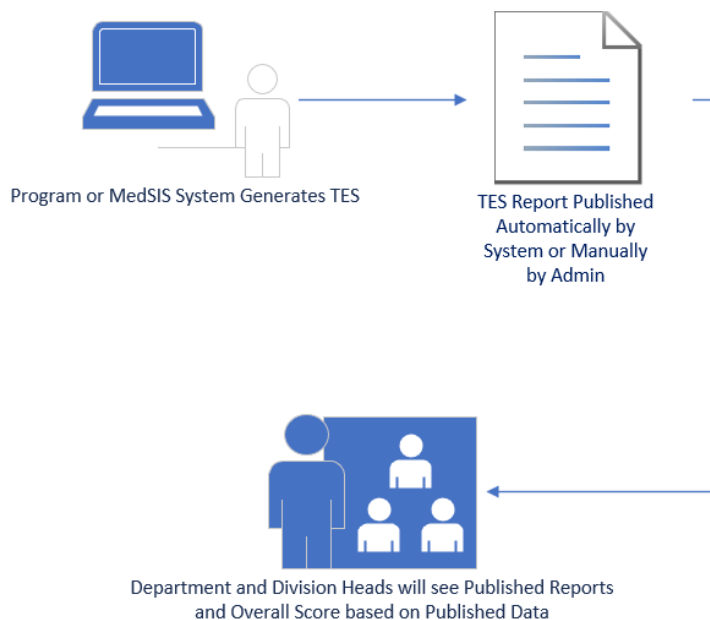 Program or MedSIS System Generates TES
TES Report Published
Automatically by
System or Manually
by Admin
Department and Division Heads will see Published Reports
and Overall Score based on Published Data